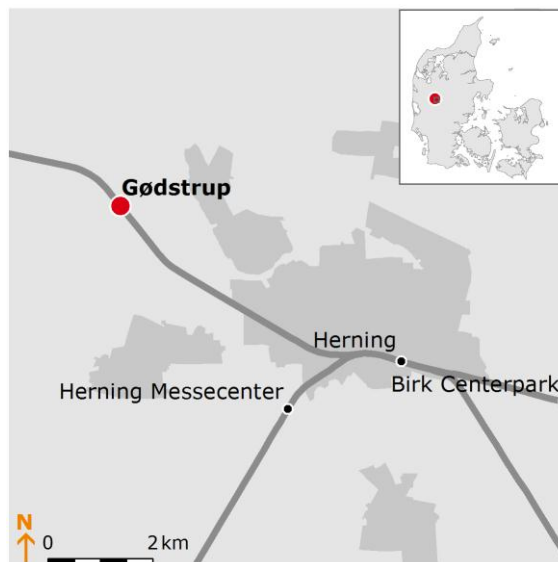 Gødstrup
Herning
Herning Messecenter
Birk Centerpark
N
0 2 km